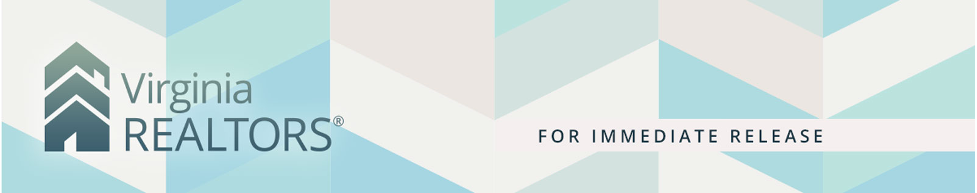 Virginia
REALTORS®
FOR IMMEDIATE RELEASE